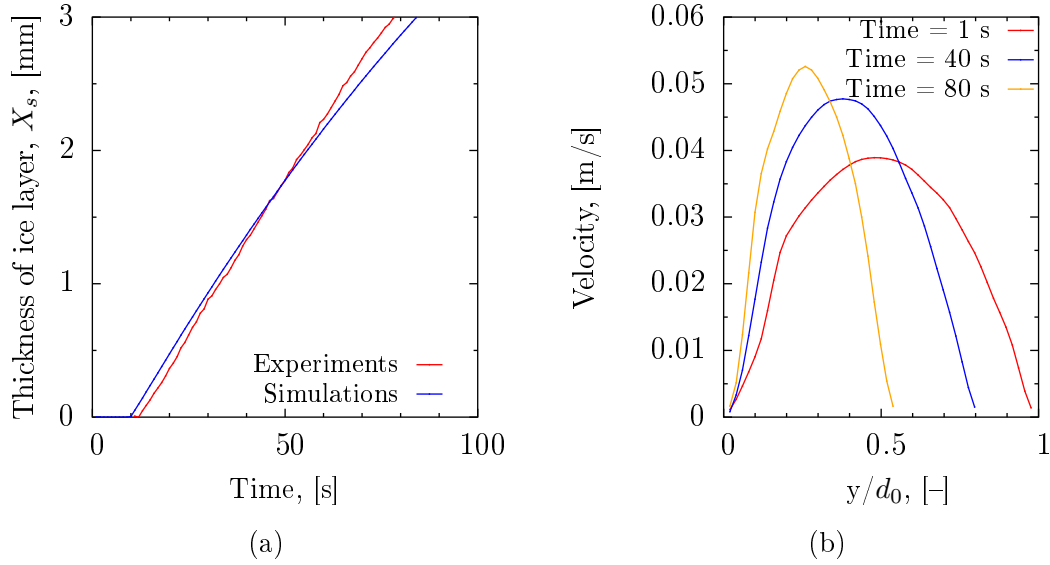 3
2
1
0
0
50
100
Thickness of ice layer, Xₛ, [mm]
Time, [s]
Experiments
Simulations
(a)
0.06
0.05
0.04
0.03
0.02
0.01
0
0
0.5
1
Velocity, [m/s]
y/d₀, [–]
Time = 1 s
Time = 40 s
Time = 80 s
(b)